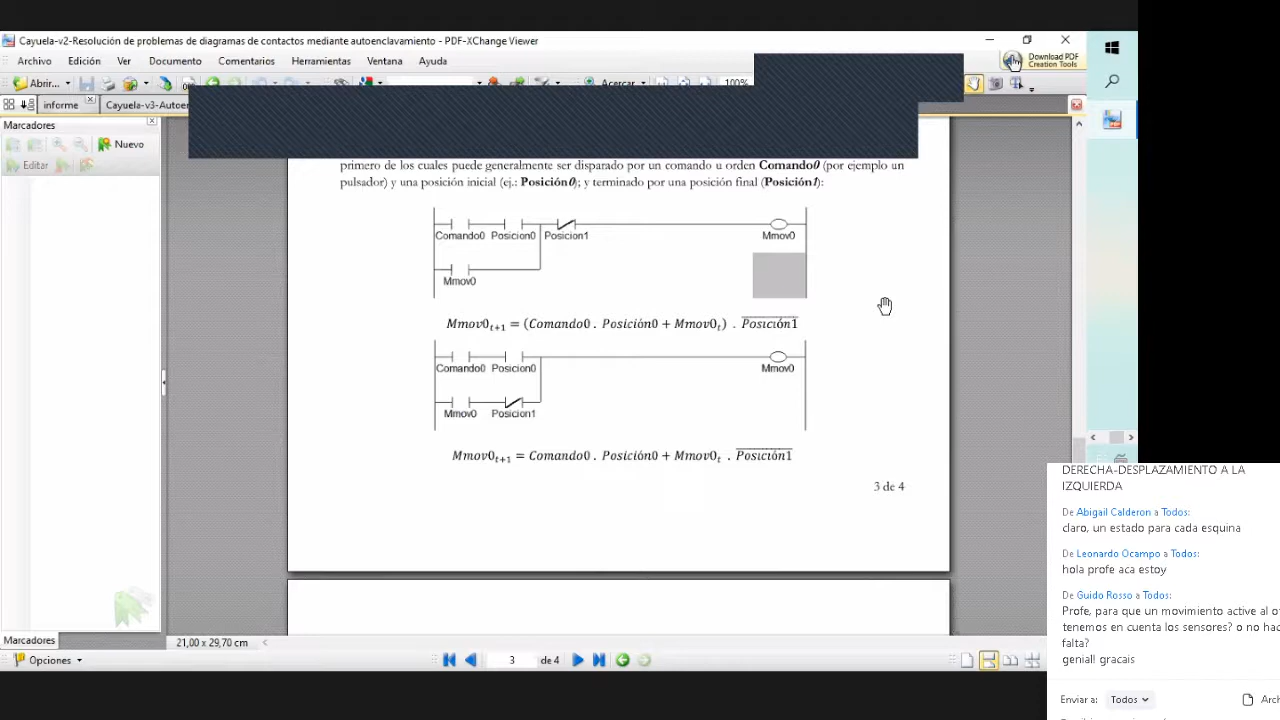 Cayuela-v2-Resolución de problemas de diagramas de contactos mediante autoenclavamiento - PDF-XChange Viewer
Archivo Edición Ver Documento Comentarios Herramientas Ventana Ayuda
Download PDF
Creation Tools
Abrir... Acercar 100%
informe Cayuela-v3-Autoen
Marcadores
Nuevo
Editar
primero de los cuales puede generalmente ser disparado por un comando u orden Comando0 (por ejemplo un
pulsador) y una posición inicial (ej.: Posición0); y terminado por una posición final (Posición1):
Comando0 Posicion0 Posicion1 Mmov0
Mmov0
Mmov0t+1 = (Comando0 . Posición0 + Mmov0t) . Posición1
Comando0 Posicion0 Mmov0
Mmov0 Posicion1
Mmov0t+1 = Comando0 . Posición0 + Mmov0t . Posición1
3 de 4
Marcadores
21,00 x 29,70 cm
Opciones
3 de 4
DERECHA-DESPLAZAMIENTO A LA
IZQUIERDA
De Abigail Calderon a Todos:
claro, un estado para cada esquina
De Leonardo Ocampo a Todos:
hola profe aca estoy
De Guido Rosso a Todos:
Profe, para que un movimiento active al o
tenemos en cuenta los sensores? o no hac
falta?
genial! gracais
Enviar a: Todos Arch